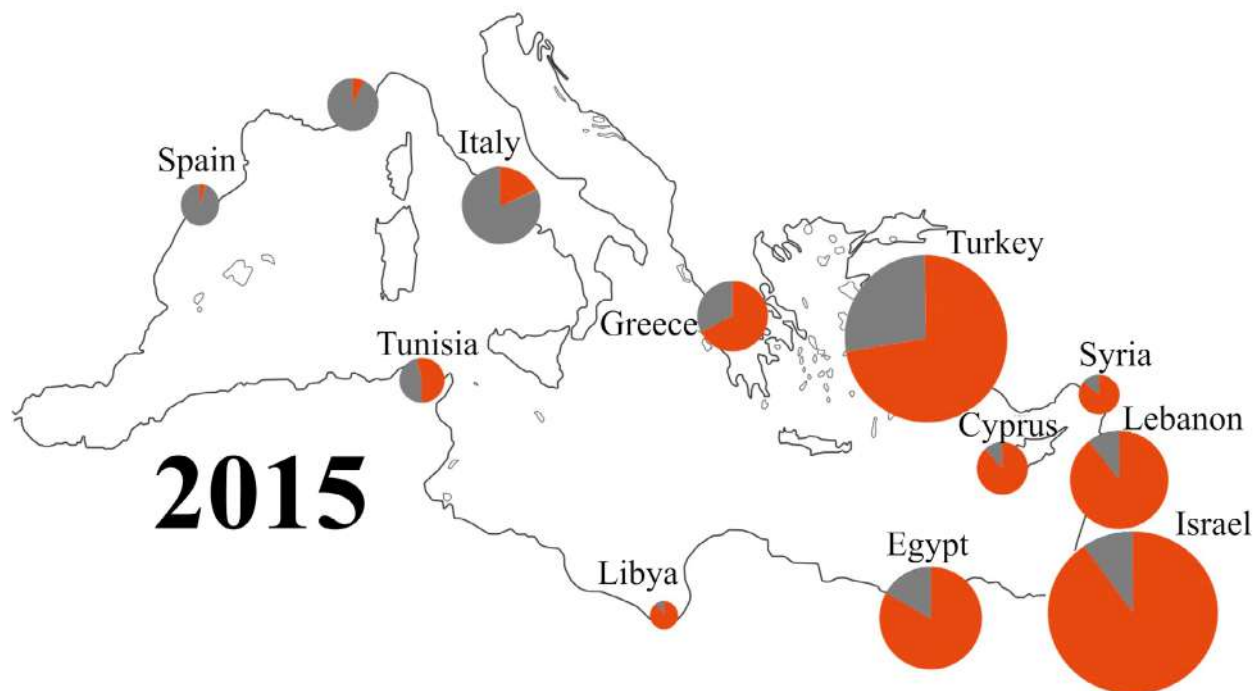 Spain
Italy
Turkey
Greece
Tunisia
Syria
Cyprus
Lebanon
2015
Israel
Egypt
Libya